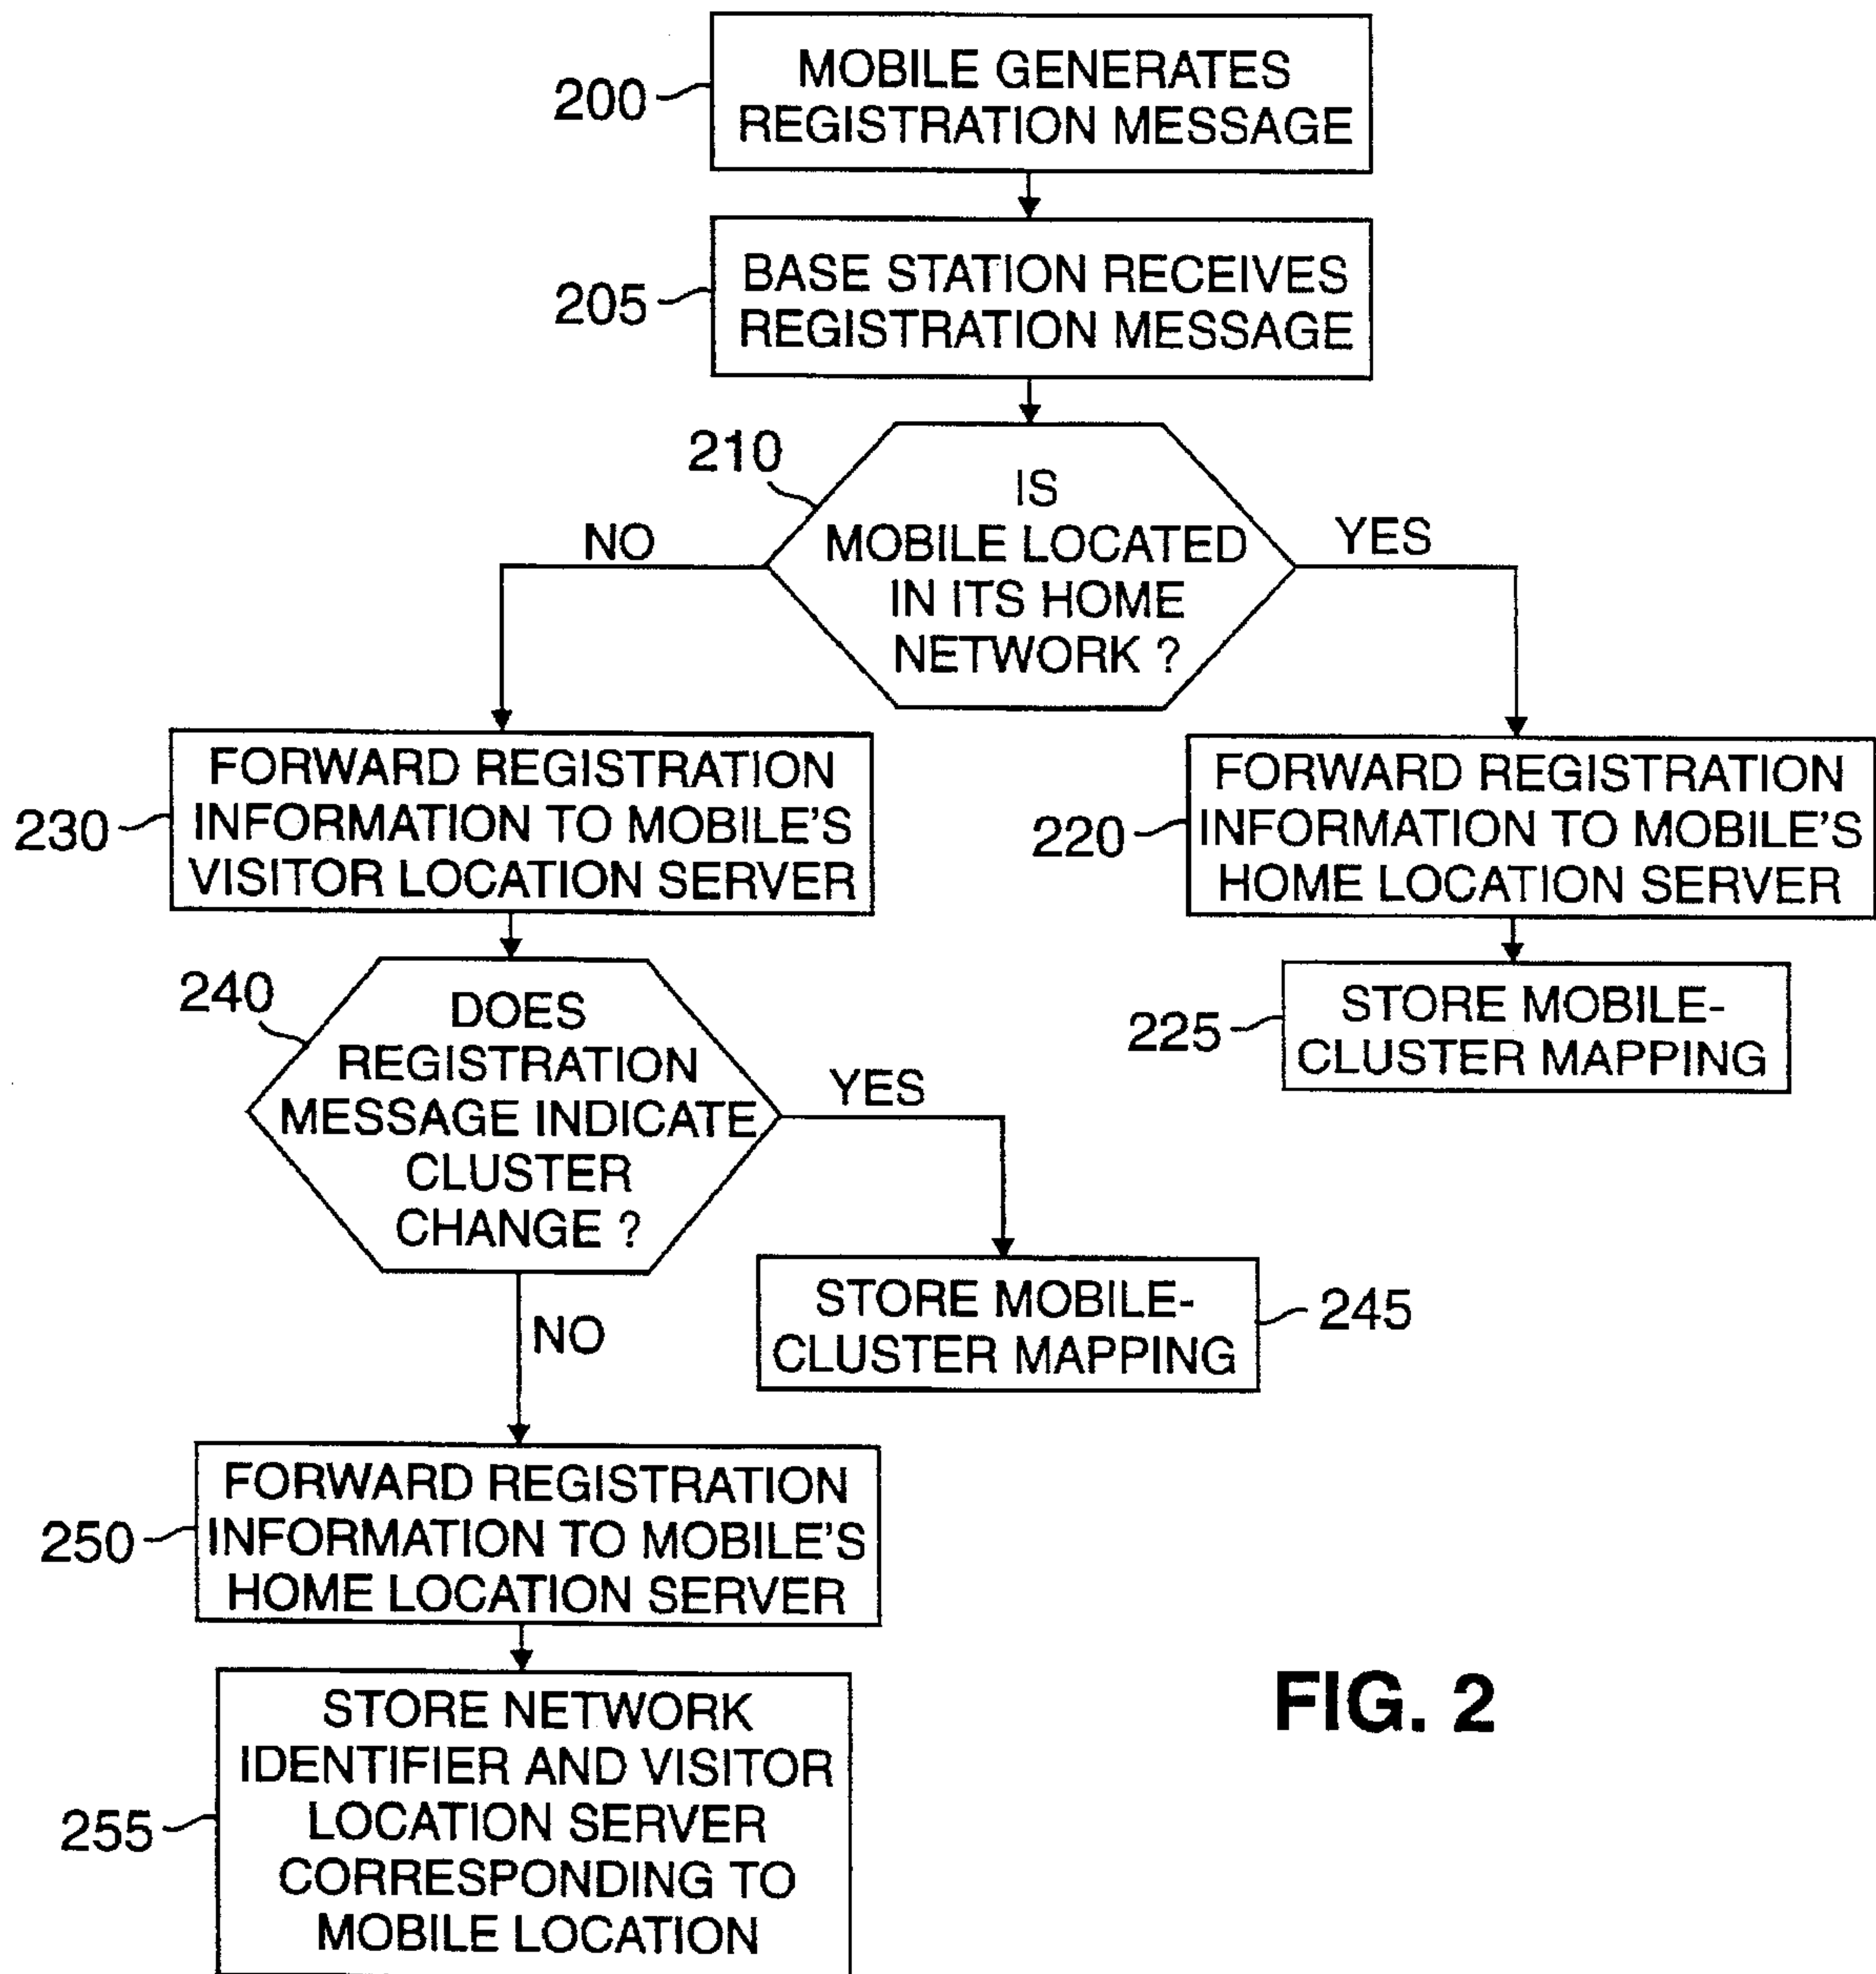 200
MOBILE GENERATES
REGISTRATION MESSAGE
205
BASE STATION RECEIVES
REGISTRATION MESSAGE
210
IS
MOBILE LOCATED
IN ITS HOME
NETWORK ?
NO
YES
230
FORWARD REGISTRATION
INFORMATION TO MOBILE'S
VISITOR LOCATION SERVER
220
FORWARD REGISTRATION
INFORMATION TO MOBILE'S
HOME LOCATION SERVER
225
STORE MOBILE-
CLUSTER MAPPING
240
DOES
REGISTRATION
MESSAGE INDICATE
CLUSTER
CHANGE ?
YES
NO
STORE MOBILE-
CLUSTER MAPPING
245
250
FORWARD REGISTRATION
INFORMATION TO MOBILE'S
HOME LOCATION SERVER
255
STORE NETWORK
IDENTIFIER AND VISITOR
LOCATION SERVER
CORRESPONDING TO
MOBILE LOCATION
FIG. 2